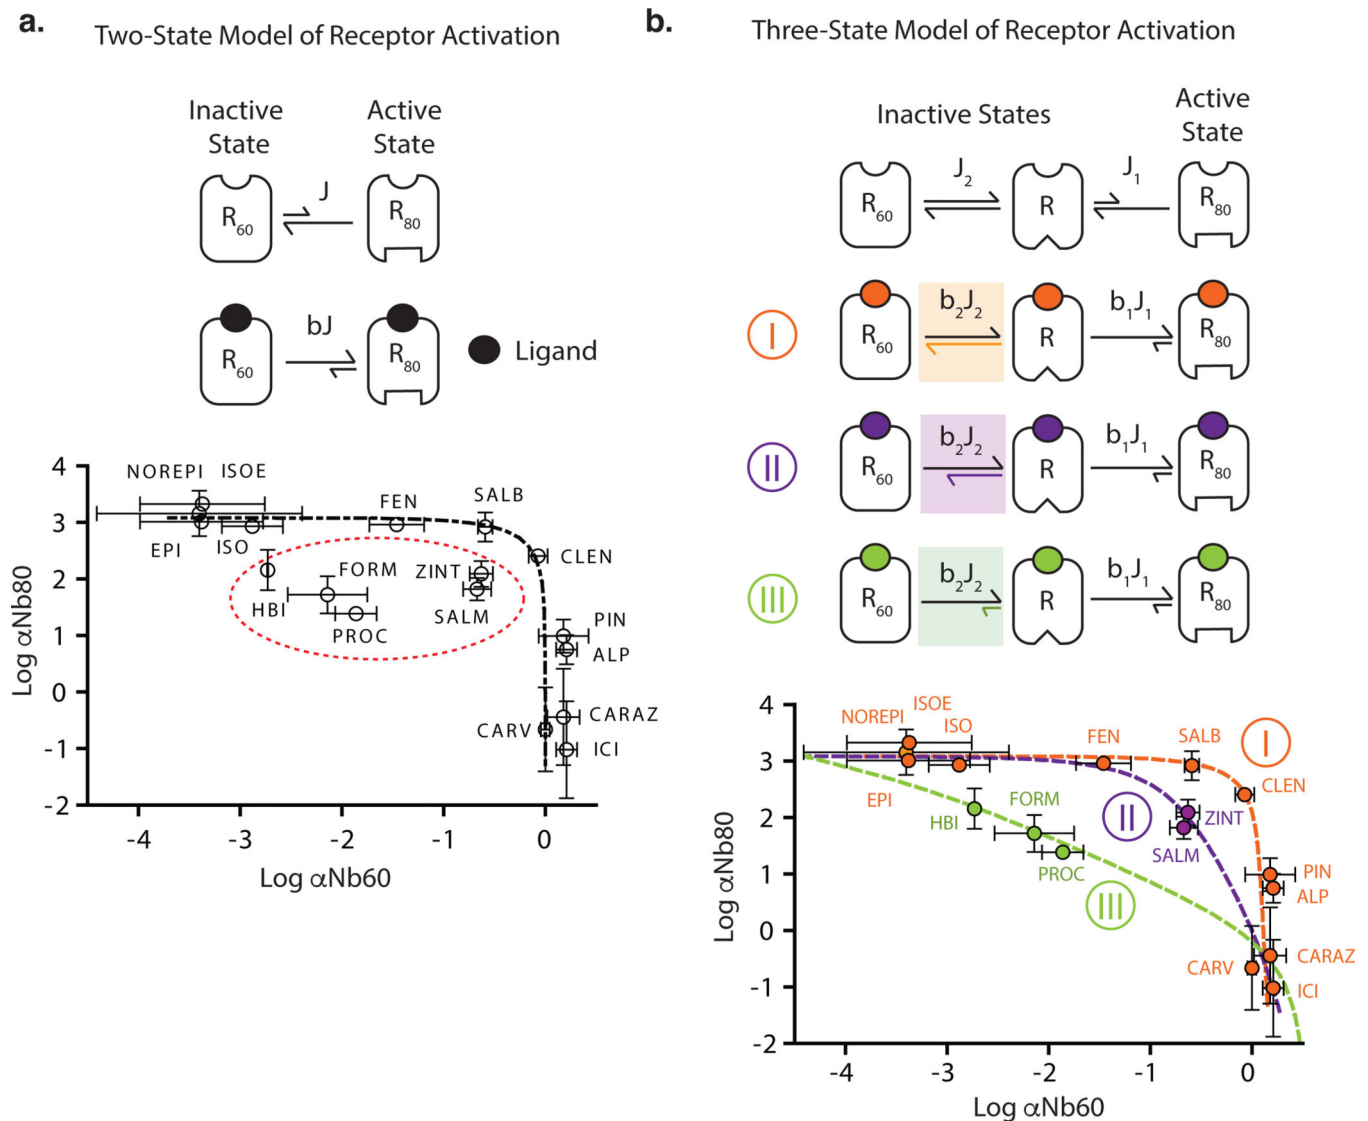 a.
Two-State Model of Receptor Activation
Inactive
State
Active
State
J
R60
R80
bJ
R60
R80
Ligand
4
3
2
1
0
-1
-2
Log αNb80
NOREPI ISOE
FEN
SALB
EPI ISO
CLEN
FORM
ZINT
HBI
PROC
SALM
PIN
ALP
CARV
CARAZ
ICI
-4 -3 -2 -1 0
Log αNb60
b.
Three-State Model of Receptor Activation
Inactive States
Active
State
J2 J1
R60 R R80
I
b2J2 b1J1
R60 R R80
II
b2J2 b1J1
R60 R R80
III
b2J2 b1J1
R60 R R80
4
3
2
1
0
-1
-2
Log αNb80
ISOE
NOREPI
ISO
FEN
SALB
I
CLEN
EPI
HBI
FORM
II
ZINT
SALM
PROC
III
PIN
ALP
CARV
CARAZ
ICI
-4 -3 -2 -1 0
Log αNb60